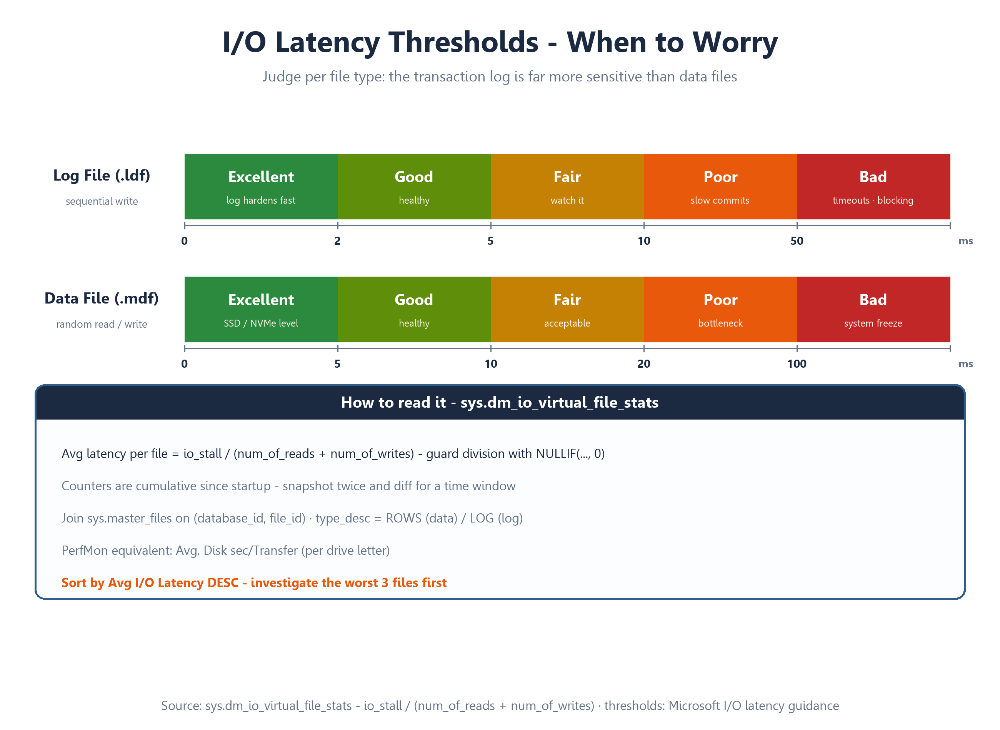 I/O Latency Thresholds - When to Worry
Judge per file type: the transaction log is far more sensitive than data files
Log File (.ldf)
sequential write
Excellent
log hardens fast
Good
healthy
Fair
watch it
Poor
slow commits
Bad
timeouts · blocking
0 2 5 10 50 ms
Data File (.mdf)
random read / write
Excellent
SSD / NVMe level
Good
healthy
Fair
acceptable
Poor
bottleneck
Bad
system freeze
0 5 10 20 100 ms
How to read it - sys.dm_io_virtual_file_stats
Avg latency per file = io_stall / (num_of_reads + num_of_writes) - guard division with NULLIF(..., 0)
Counters are cumulative since startup - snapshot twice and diff for a time window
Join sys.master_files on (database_id, file_id) · type_desc = ROWS (data) / LOG (log)
PerfMon equivalent: Avg. Disk sec/Transfer (per drive letter)
Sort by Avg I/O Latency DESC - investigate the worst 3 files first
Source: sys.dm_io_virtual_file_stats - io_stall / (num_of_reads + num_of_writes) · thresholds: Microsoft I/O latency guidance